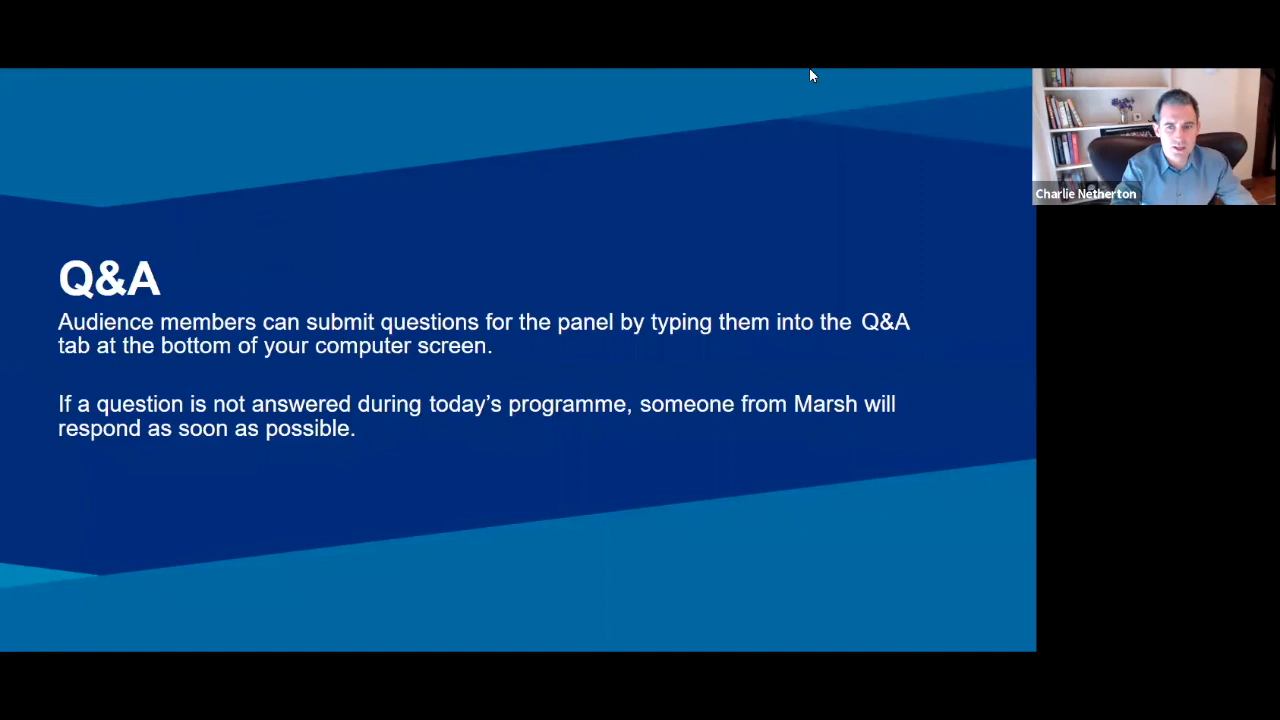 Q&A
Audience members can submit questions for the panel by typing them into the Q&A
tab at the bottom of your computer screen.
If a question is not answered during today’s programme, someone from Marsh will
respond as soon as possible.
Charlie Netherton